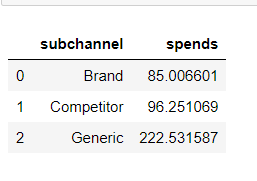 subchannel spends
0 Brand 85.006601
1 Competitor 96.251069
2 Generic 222.531587